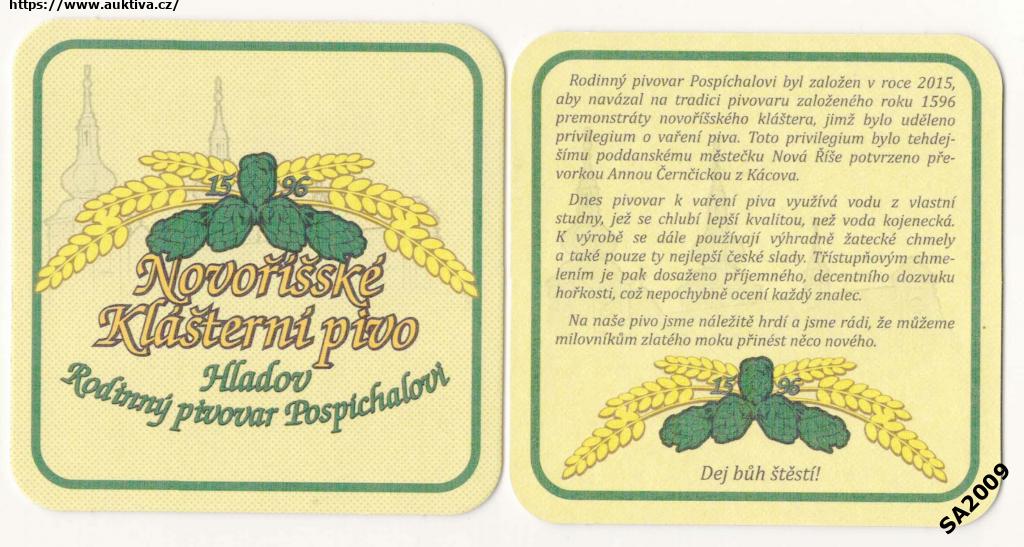 https://www.auktiva.cz/
15 96
Novoříšské
Klášterní pivo
Hladov
Rodinný pivovar Pospíchalovi
Rodinný pivovar Pospíchalovi byl založen v roce 2015,
aby navázal na tradici pivovaru založeného roku 1596
premonstráty novoříšského kláštera, jimž bylo uděleno
privilegium o vaření piva. Toto privilegium bylo tehdej-
šímu poddanskému městečku Nová Říše potvrzeno pře-
vorkou Annou Černčickou z Kácova.
Dnes pivovar k vaření piva využívá vodu z vlastní
studny, jež se chlubí lepší kvalitou, než voda kojenecká.
K výrobě se dále používají výhradně žatecké chmely
a také pouze ty nejlepší české slady. Třístupňovým chme-
lením je pak dosaženo příjemného, decentního dozvuku
hořkosti, což nepochybně ocení každý znalec.
Na naše pivo jsme náležitě hrdí a jsme rádi, že můžeme
milovníkům zlatého moku přinést něco nového.
15 96
Dej bůh štěstí!
SA2009